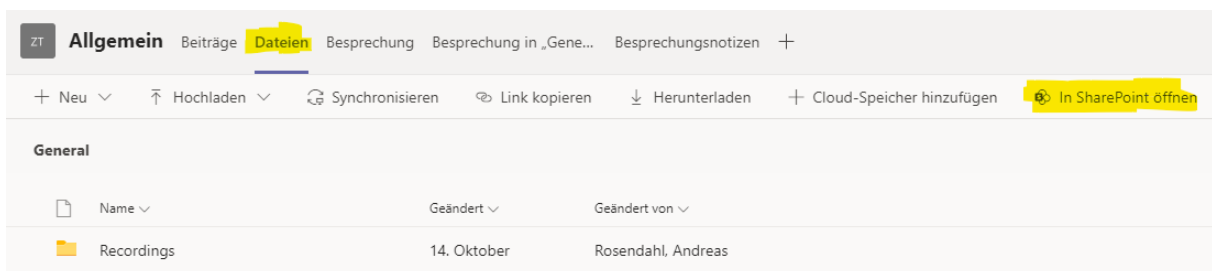 ZT Allgemein Beiträge Dateien Besprechung Besprechung in „Gene... Besprechungsnotizen +
+ Neu Hochladen Synchronisieren Link kopieren Herunterladen + Cloud-Speicher hinzufügen In SharePoint öffnen
General
Name Geändert Geändert von
Recordings 14. Oktober Rosendahl, Andreas